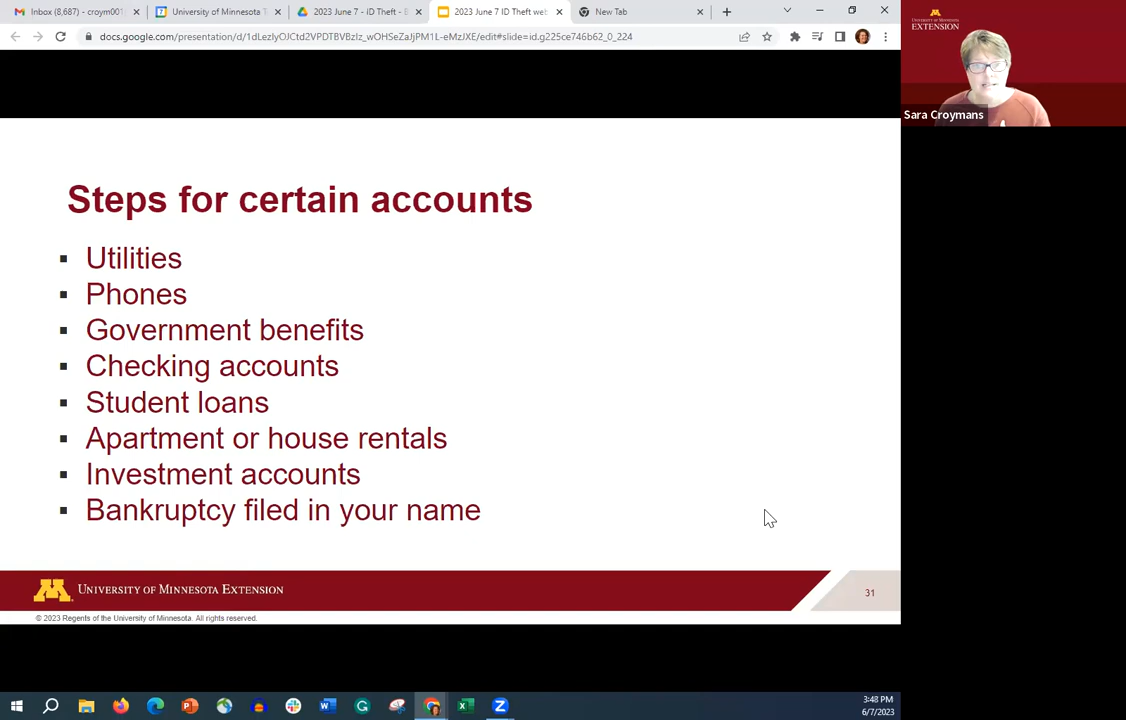 Inbox (8,687) - croym001
University of Minnesota T
2023 June 7 - ID Theft - E
2023 June 7 ID Theft web
New Tab
docs.google.com/presentation/d/1dLezlyOJCtd2VPDTBVBzlz_wOHSeZaJjPM1L-eMzJXE/edit#slide=id.g225ce746b62_0_224
UNIVERSITY OF MINNESOTA
EXTENSION
Sara Croymans
Steps for certain accounts
▪ Utilities
▪ Phones
▪ Government benefits
▪ Checking accounts
▪ Student loans
▪ Apartment or house rentals
▪ Investment accounts
▪ Bankruptcy filed in your name
UNIVERSITY OF MINNESOTA EXTENSION
31
© 2023 Regents of the University of Minnesota. All rights reserved.
3:48 PM
6/7/2023